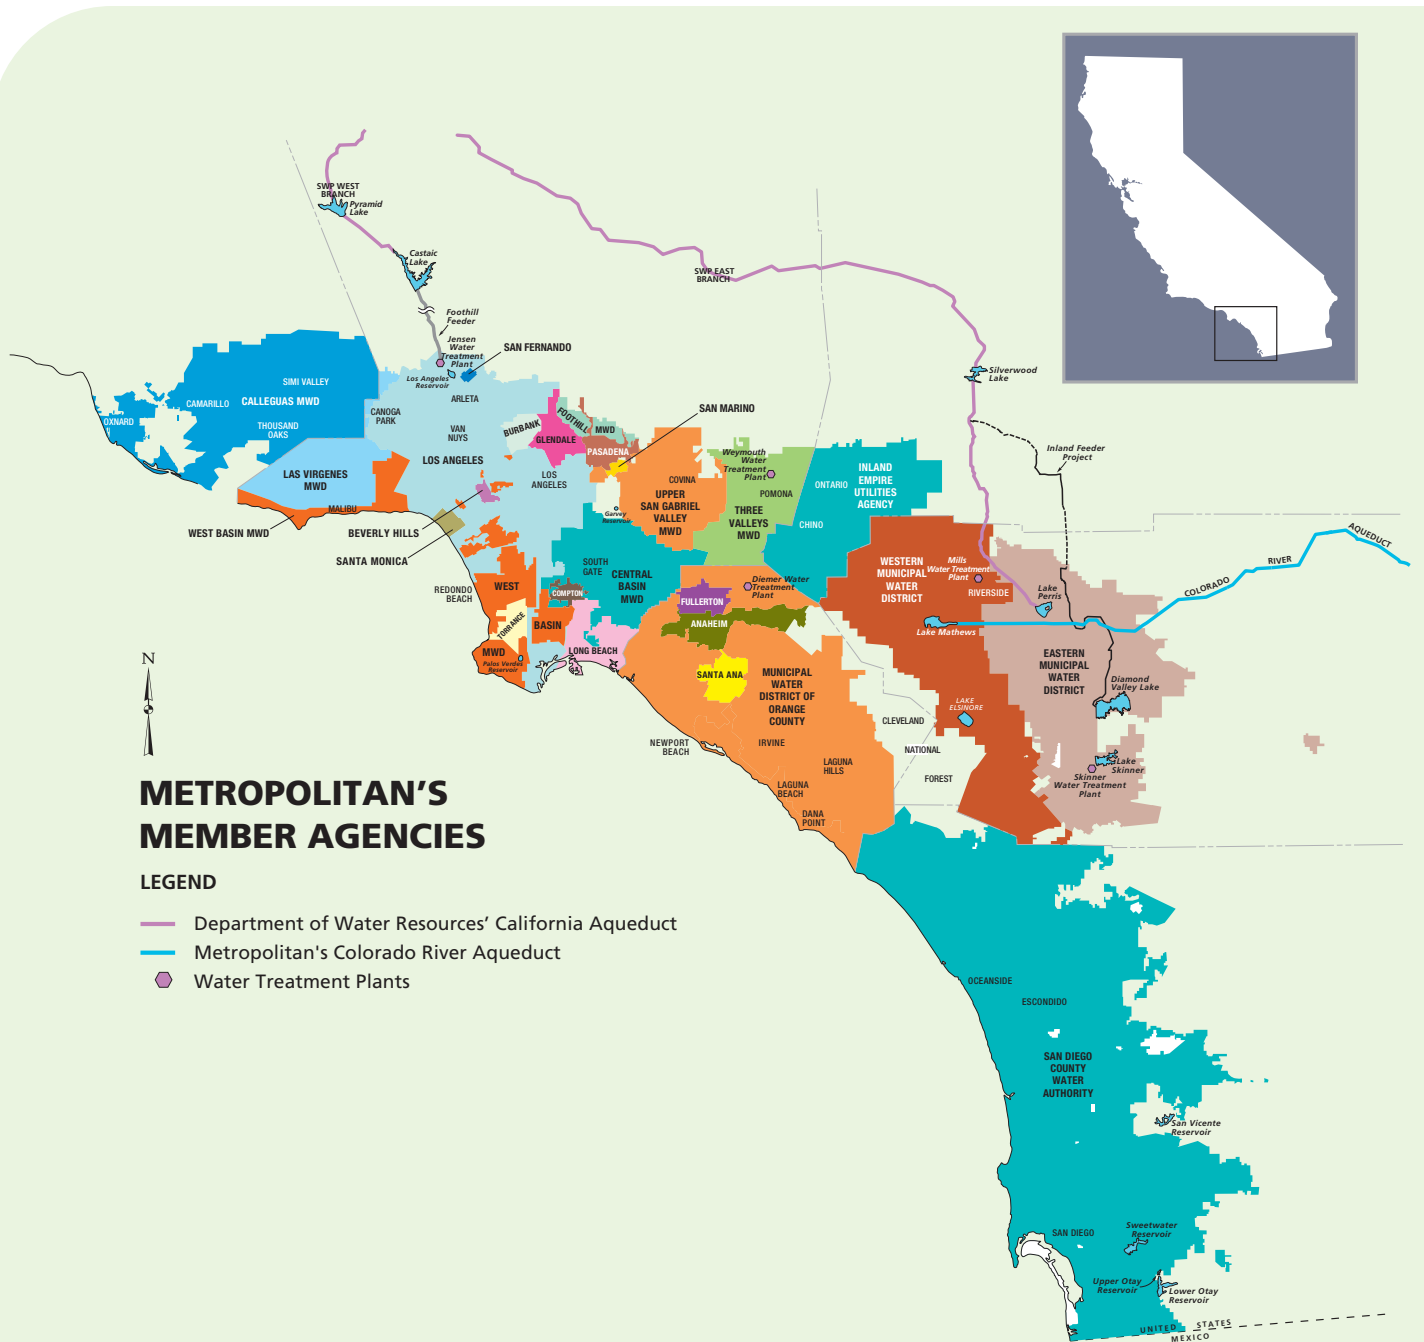 SWP WEST
BRANCH
Pyramid
Lake
Castaic
Lake
SWP EAST
BRANCH
Foothill
Feeder
Jensen
Water
Treatment
Plant
SAN FERNANDO
Los Angeles
Reservoir
Silverwood
Lake
SIMI VALLEY
CAMARILLO
CALLEGUAS MWD
OXNARD
THOUSAND
OAKS
CANOGA
PARK
ARLETA
VAN
NUYS
BURBANK
GLENDALE
FOOTHILL
MWD
PASADENA
SAN MARINO
LOS ANGELES
LOS
ANGELES
LAS VIRGENES
MWD
MALIBU
WEST BASIN MWD
BEVERLY HILLS
SANTA MONICA
Garvey
Reservoir
COVINA
UPPER
SAN GABRIEL
VALLEY
MWD
Weymouth
Water
Treatment
Plant
POMONA
THREE
VALLEYS
MWD
ONTARIO
INLAND
EMPIRE
UTILITIES
AGENCY
CHINO
Inland Feeder
Project
AQUEDUCT
RIVER
COLORADO
WESTERN
MUNICIPAL
WATER
DISTRICT
Mills
Water Treatment
Plant
RIVERSIDE
Lake
Perris
Lake Mathews
REDONDO
BEACH
WEST
BASIN
MWD
TORRANCE
Palos Verdes
Reservoir
SOUTH
GATE
COMPTON
CENTRAL
BASIN
MWD
LONG BEACH
FULLERTON
Diemer Water
Treatment
Plant
ANAHEIM
SANTA ANA
MUNICIPAL
WATER
DISTRICT OF
ORANGE
COUNTY
EASTERN
MUNICIPAL
WATER
DISTRICT
Diamond
Valley Lake
LAKE
ELSINORE
CLEVELAND
NATIONAL
FOREST
NEWPORT
BEACH
IRVINE
LAGUNA
HILLS
LAGUNA
BEACH
DANA
POINT
Lake
Skinner
Skinner
Water Treatment
Plant
N
METROPOLITAN'S
MEMBER AGENCIES
LEGEND
Department of Water Resources' California Aqueduct
Metropolitan's Colorado River Aqueduct
Water Treatment Plants
OCEANSIDE
ESCONDIDO
SAN DIEGO
COUNTY
WATER
AUTHORITY
San Vicente
Reservoir
SAN DIEGO
Sweetwater
Reservoir
Upper Otay
Reservoir
Lower Otay
Reservoir
UNITED STATES
MEXICO